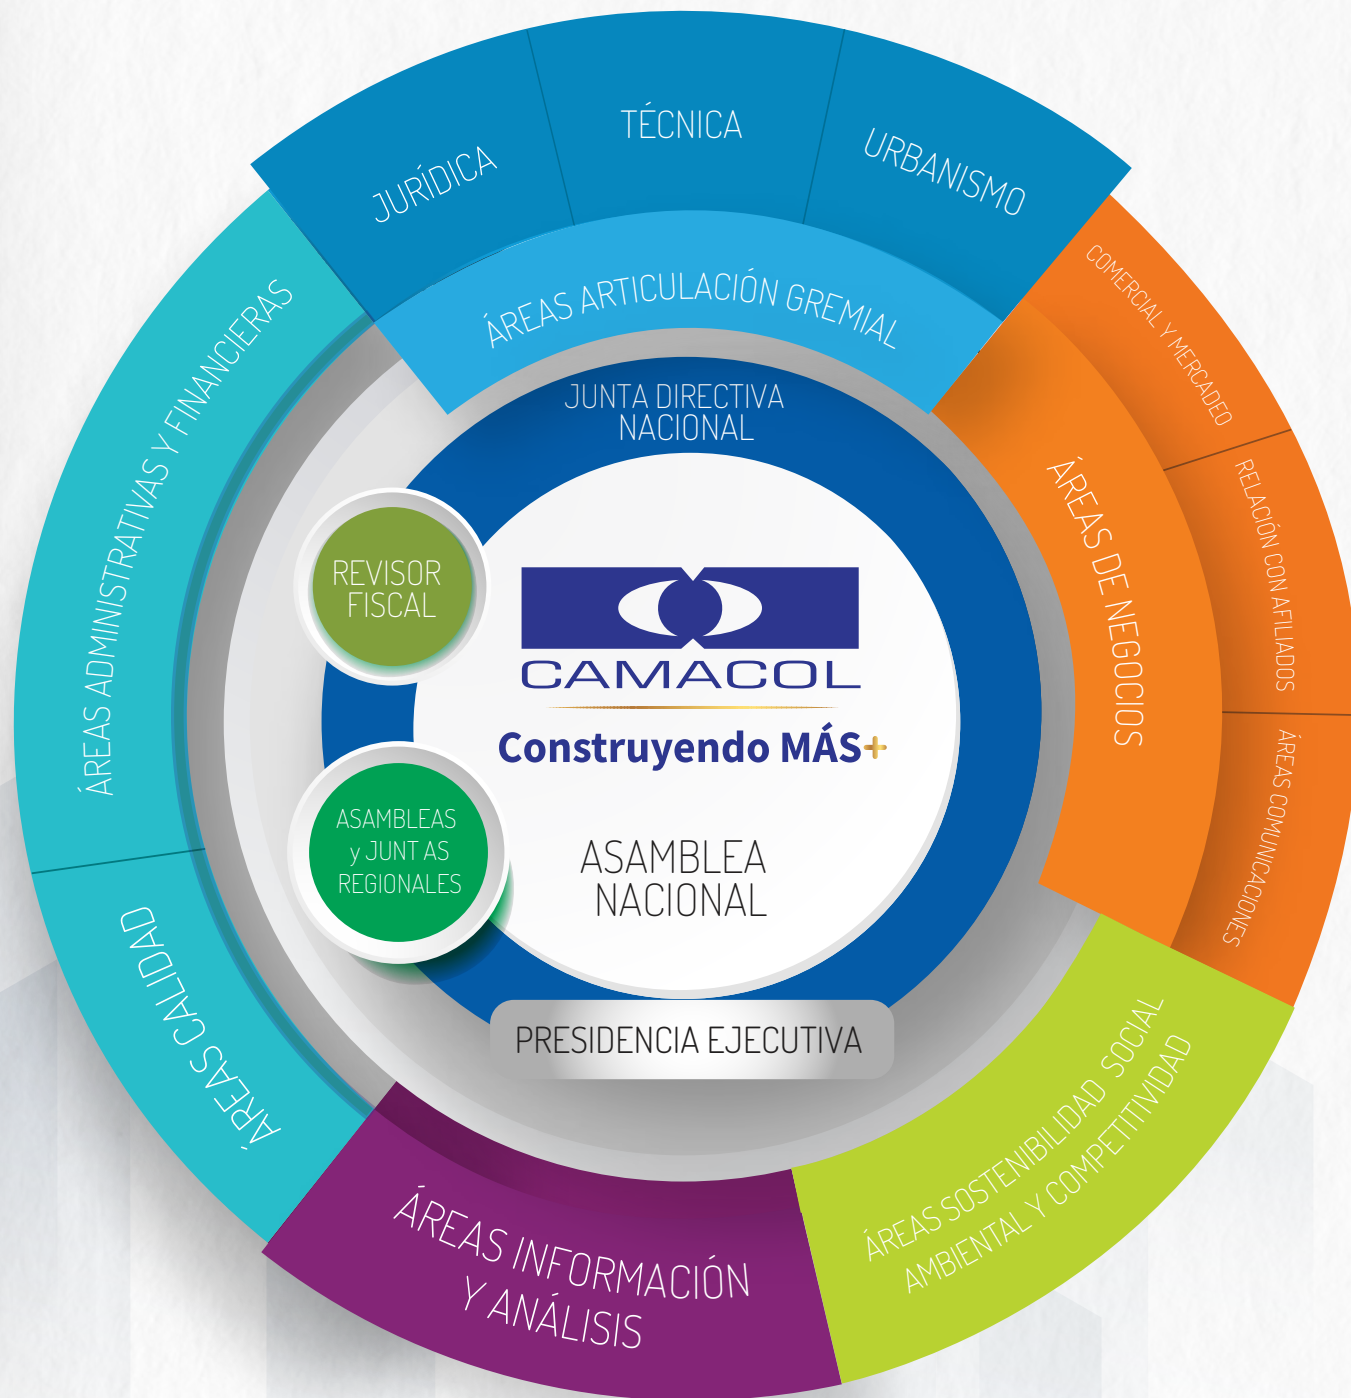 JURÍDICA
TÉCNICA
URBANISMO
ÁREAS ARTICULACIÓN GREMIAL
COMERCIAL Y MERCADEO
RELACIÓN CON AFILIADOS
ÁREAS COMUNICACIONES
ÁREAS DE NEGOCIOS
ÁREAS ADMINISTRATIVAS Y FINANCIERAS
ÁREAS CALIDAD
JUNTA DIRECTIVA
NACIONAL
REVISOR
FISCAL
CAMACOL
Construyendo MÁS+
ASAMBLEAS
y JUNT AS
REGIONALES
ASAMBLEA
NACIONAL
PRESIDENCIA EJECUTIVA
ÁREAS SOSTENIBILIDAD SOCIAL
AMBIENTAL Y COMPETITIVIDAD
ÁREAS INFORMACIÓN
Y ANÁLISIS